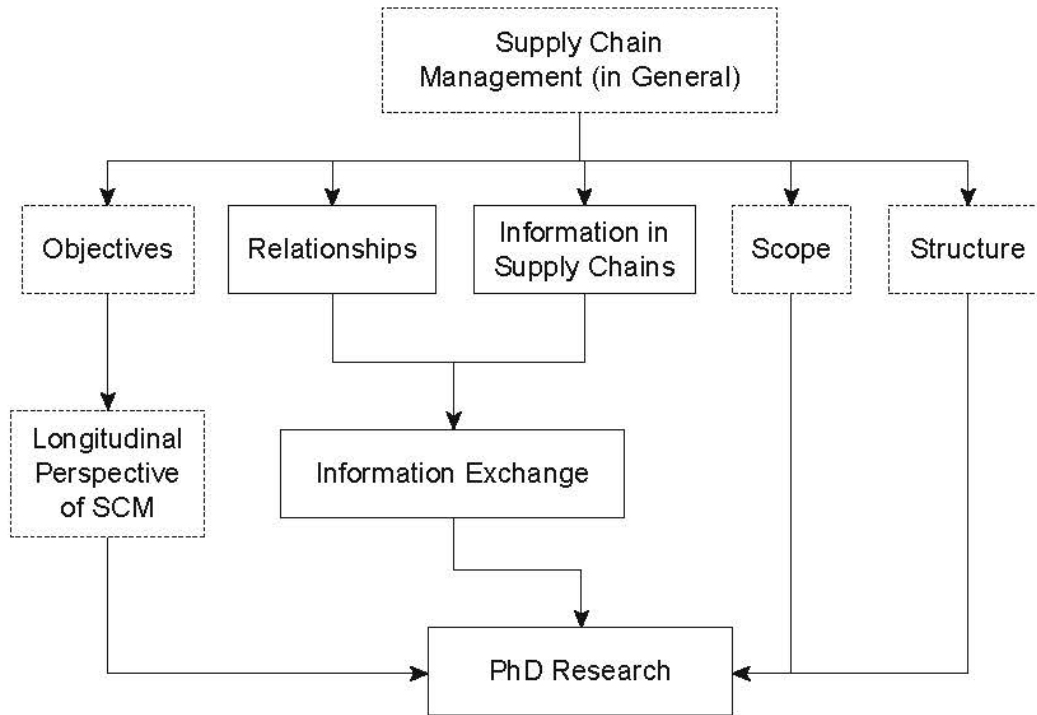 Supply Chain
Management (in General)
Objectives
Relationships
Information in
Supply Chains
Scope
Structure
Longitudinal
Perspective
of SCM
Information Exchange
PhD Research